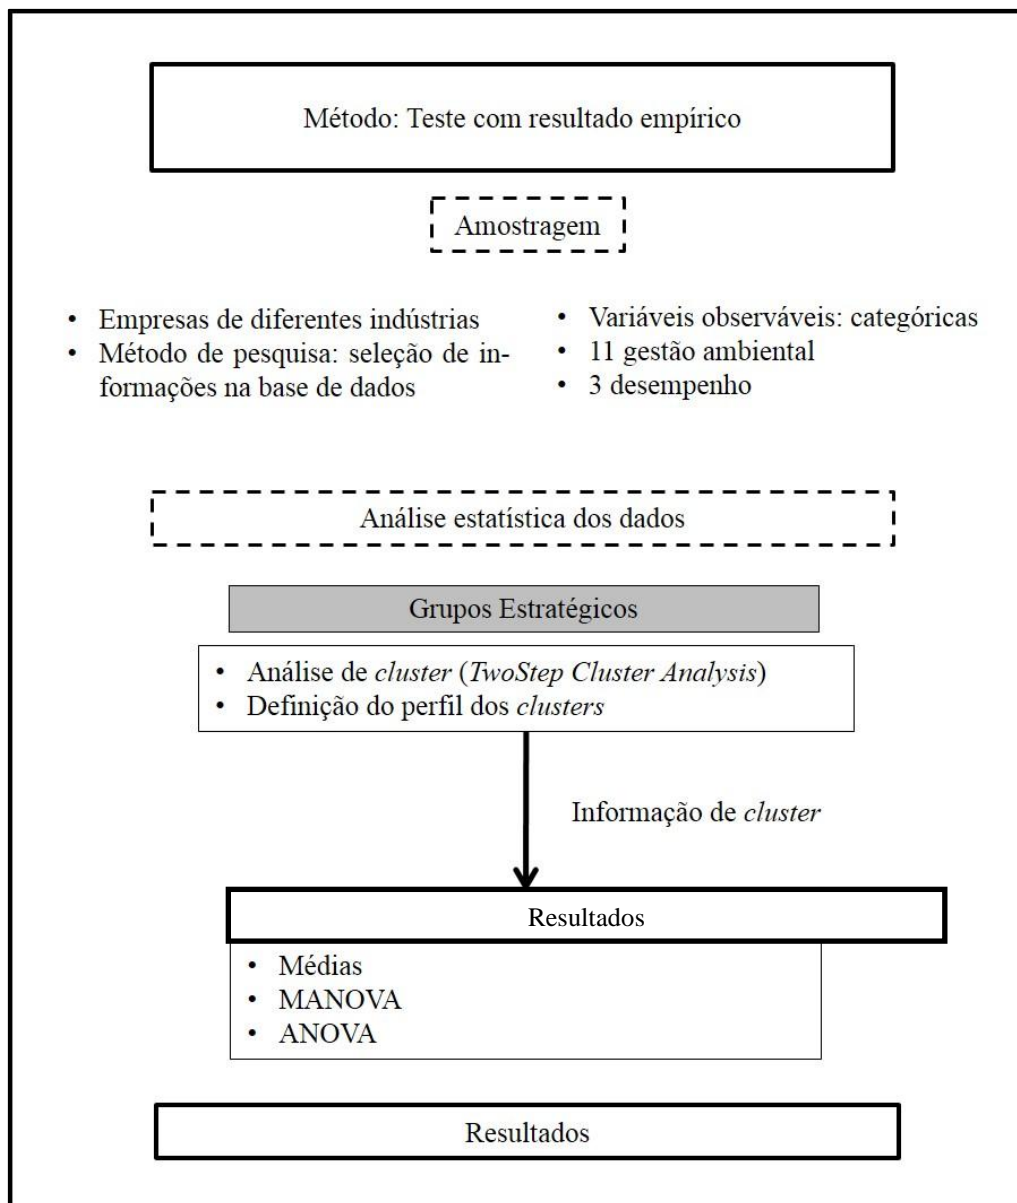 Método: Teste com resultado empírico
Amostragem
• Empresas de diferentes indústrias
• Método de pesquisa: seleção de in-
formações na base de dados
• Variáveis observáveis: categóricas
• 11 gestão ambiental
• 3 desempenho
Análise estatística dos dados
Grupos Estratégicos
• Análise de cluster (TwoStep Cluster Analysis)
• Definição do perfil dos clusters
Informação de cluster
Resultados
• Médias
• MANOVA
• ANOVA
Resultados